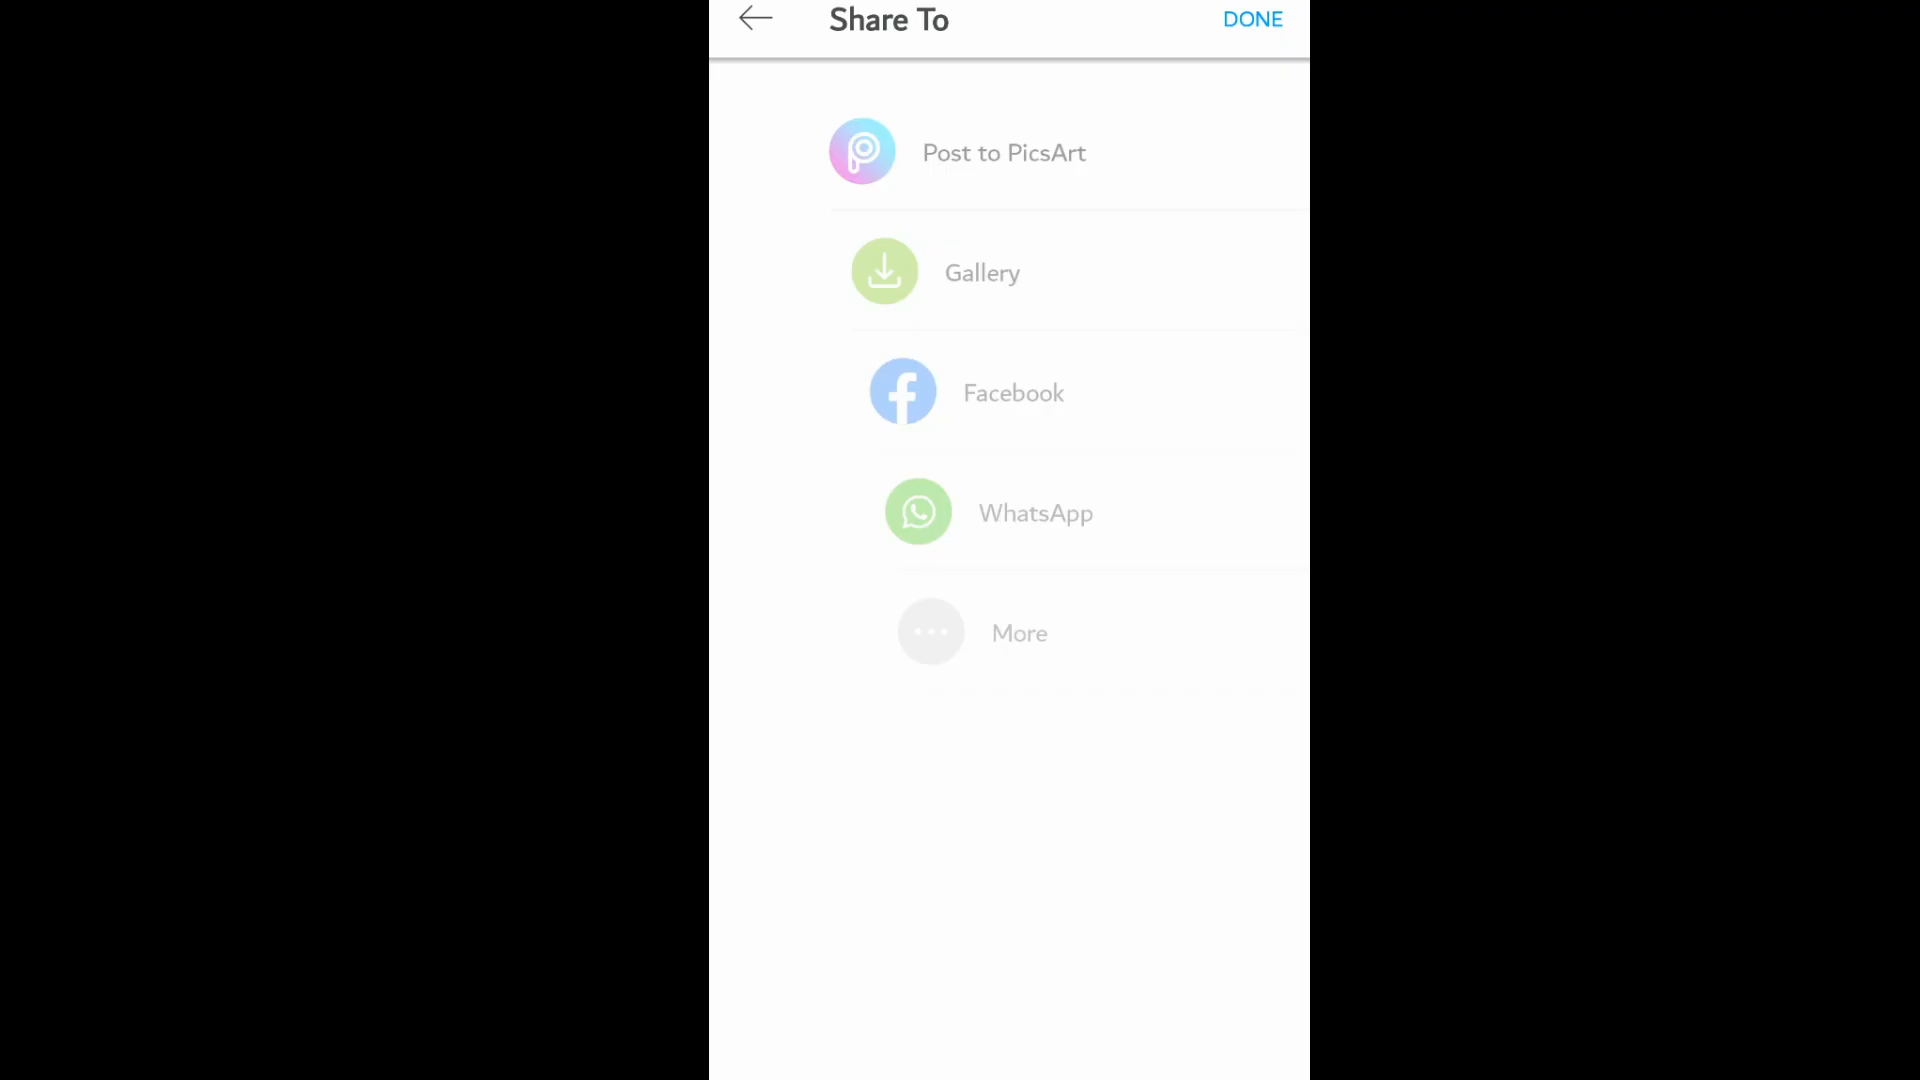 Share To
DONE
Post to PicsArt
Gallery
Facebook
WhatsApp
More